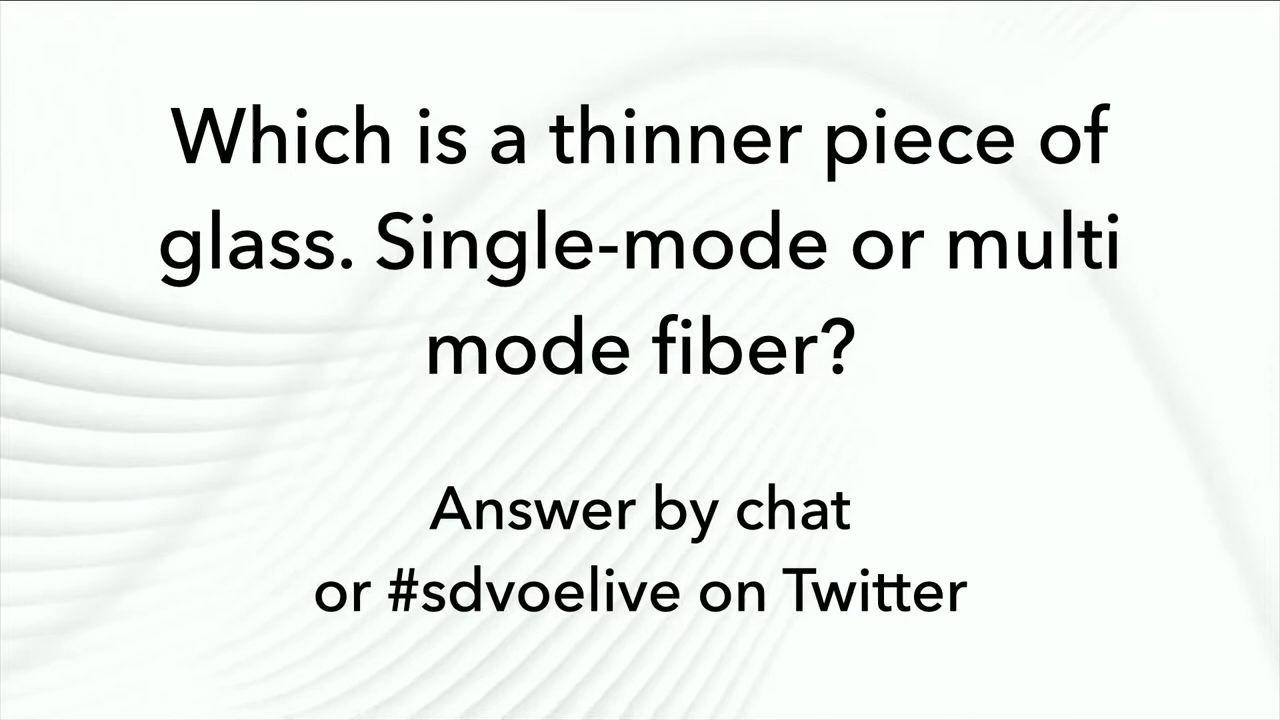 Which is a thinner piece of
glass. Single-mode or multi
mode fiber?
Answer by chat
or #sdvoelive on Twitter